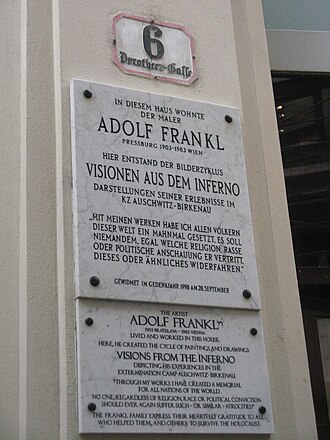 6
Dorotheer-Gasse
IN DIESEM HAUS WOHNTE
DER MALER
ADOLF FRANKL
PRESSBURG 1903-1983 WIEN
HIER ENTSTAND DER BILDERZYKLUS
VISIONEN AUS DEM INFERNO
DARSTELLUNGEN SEINER ERLEBNISSE IM
KZ AUSCHWITZ-BIRKENAU
„MIT MEINEN WERKEN HABE ICH ALLEN VÖLKERN
DIESER WELT EIN MAHNMAL GESETZT. ES SOLL
NIEMANDEM, EGAL WELCHE RELIGION, RASSE
ODER POLITISCHE ANSCHAUUNG ER VERTRITT,
DIESES ODER ÄHNLICHES WIDERFAHREN."
GEWIDMET IM GEDENKJAHR 1998 AM 28. SEPTEMBER
THE ARTIST
ADOLF FRANKL
1903 BRATISLAVA - 1983 VIENNA
LIVED AND WORKED IN THIS HOUSE.
HERE, HE CREATED THE CYCLE OF PAINTINGS AND DRAWINGS
VISIONS FROM THE INFERNO
DEPICTING HIS EXPERIENCES IN THE
EXTERMINATION CAMP AUSCHWITZ-BIRKENAU
"THROUGH MY WORKS I HAVE CREATED A MEMORIAL
FOR ALL NATIONS OF THE WORLD.
NO ONE, REGARDLESS OF RELIGION, RACE OR POLITICAL CONVICTION
SHOULD EVER AGAIN SUFFER SUCH - OR SIMILAR - ATROCITIES"
THE FRANKL FAMILY EXPRESS THEIR HEARTFELT GRATITUDE, TO ALL
WHO HELPED THEM, AND OTHERS TO SURVIVE THE HOLOCAUST.